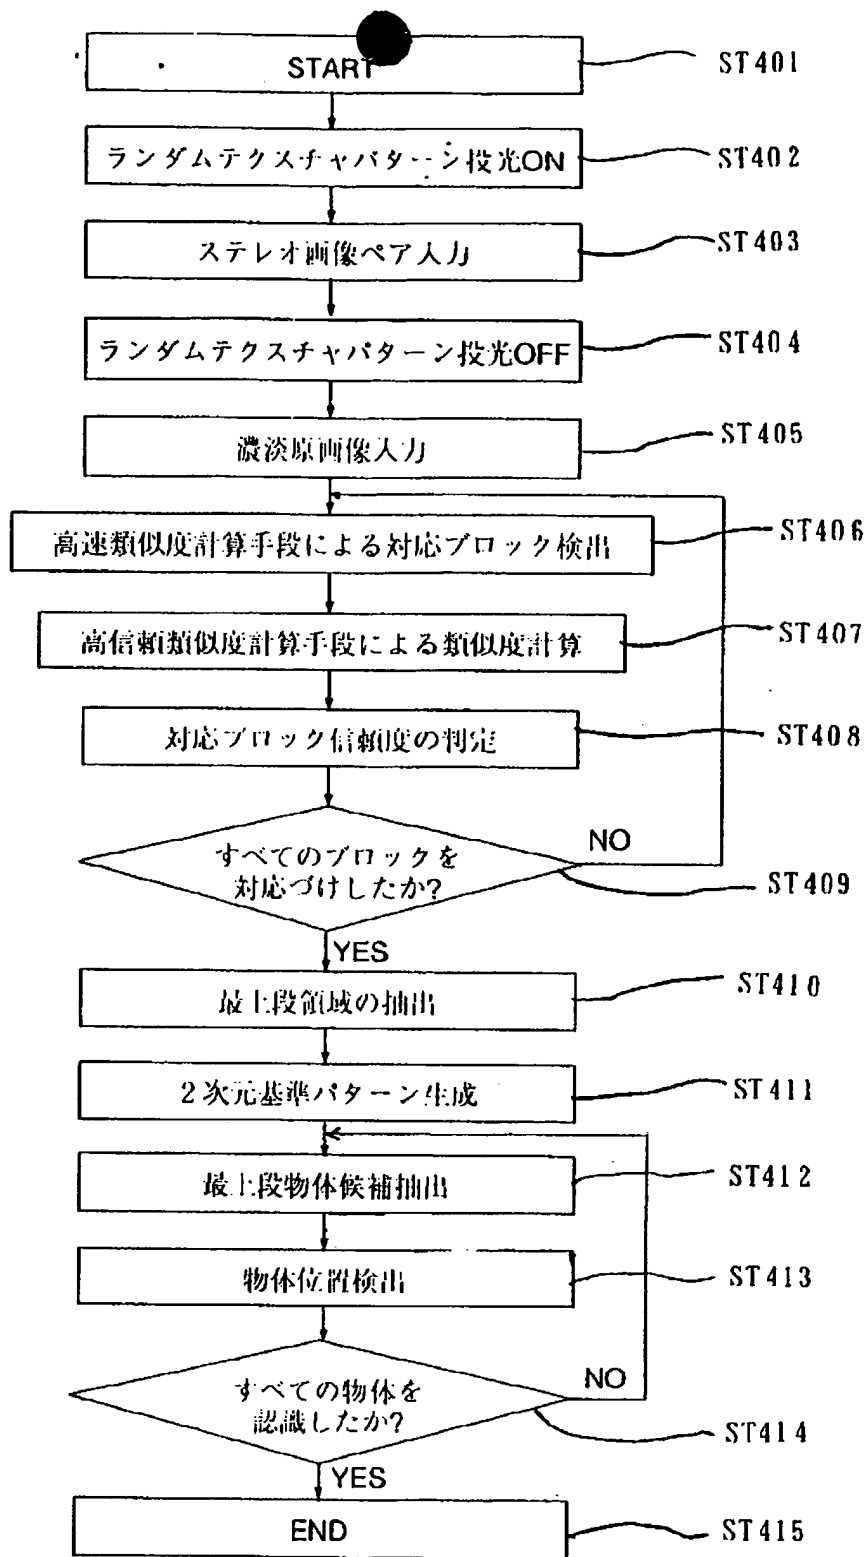 START
ST401
ランダムテクスチャパターン投光ON
ST402
ステレオ画像ペア入力
ST403
ランダムテクスチャパターン投光OFF
ST404
濃淡原画像入力
ST405
高速類似度計算手段による対応ブロック検出
ST406
高信頼類似度計算手段による類似度計算
ST407
対応ブロック信頼度の判定
ST408
すべてのブロックを
対応づけしたか?
NO
ST409
YES
最上段領域の抽出
ST410
2次元基準パターン生成
ST411
最上段物体候補抽出
ST412
物体位置検出
ST413
すべての物体を
認識したか?
NO
ST414
YES
END
ST415